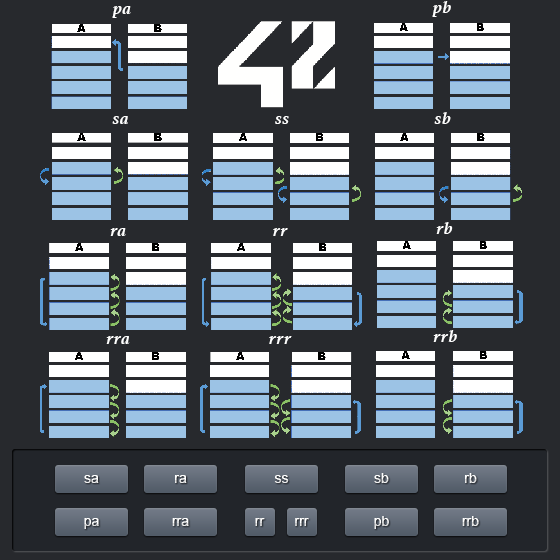 pa pb
A B A B
42
sa ss sb
A B A B A B
ra rr rb
A B A B A B
rra rrr rrb
A B A B A B
sa ra ss sb rb
pa rra rr rrr pb rrb